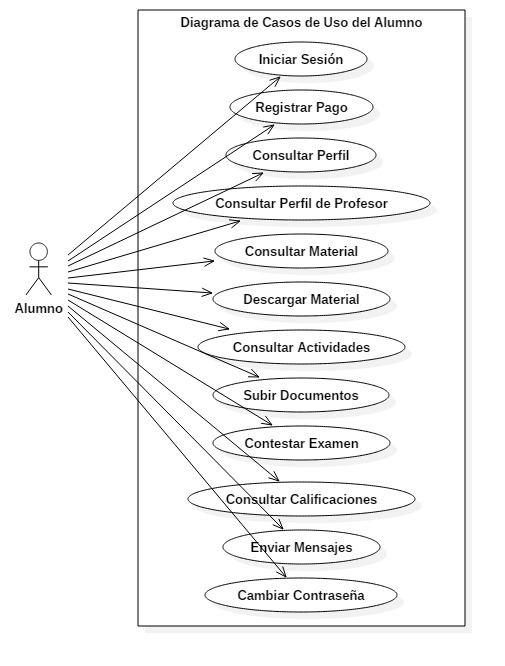 Diagrama de Casos de Uso del Alumno
Iniciar Sesión
Registrar Pago
Consultar Perfil
Consultar Perfil de Profesor
Consultar Material
Alumno
Descargar Material
Consultar Actividades
Subir Documentos
Contestar Examen
Consultar Calificaciones
Enviar Mensajes
Cambiar Contraseña